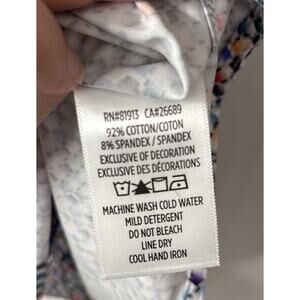 RN#81913 CA#26689
92% COTTON/COTON
8% SPANDEX / SPANDEX
EXCLUSIVE OF DECORATION
EXCLUSIVE DES DÉCORATIONS
MACHINE WASH COLD WATER
MILD DETERGENT
DO NOT BLEACH
LINE DRY
COOL HAND IRON